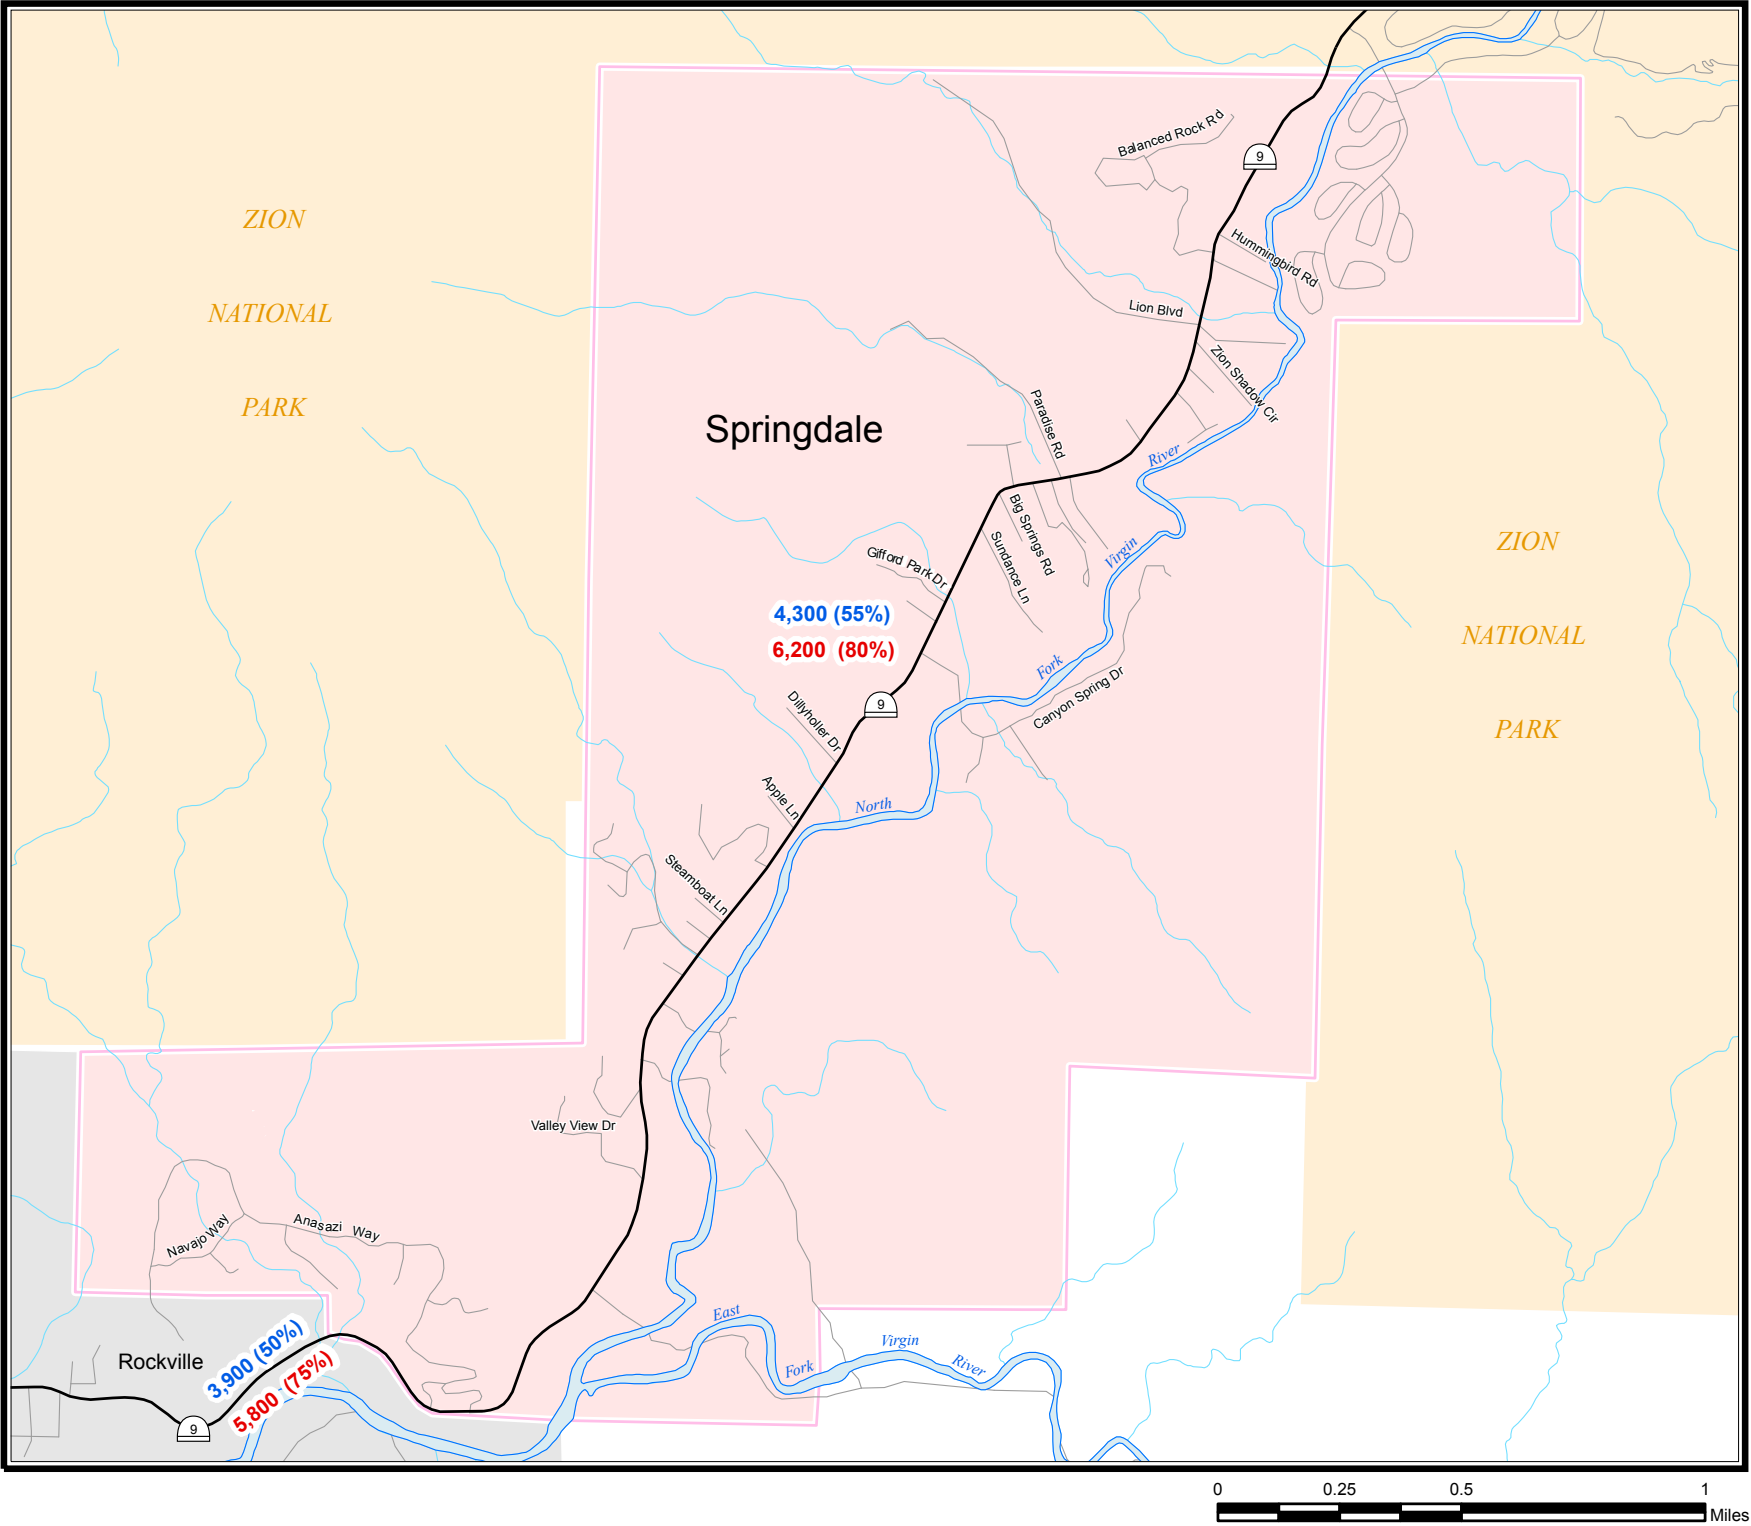 Balanced Rock Rd
9
ZION
NATIONAL
PARK
Hummingbird Rd
Lion Blvd
Zion Shadow Cir
Paradise Rd
Springdale
River
Big Springs Rd
Sundance Ln
Virgin
Gifford Park Dr
ZION
NATIONAL
PARK
4,300 (55%)
6,200 (80%)
Fork
Canyon Spring Dr
9
Dillyholler Dr
Apple Ln
North
Steamboat Ln
Valley View Dr
Navajo Way
Anasazi Way
East
Fork
Virgin
River
Rockville
3,900 (50%)
5,800 (75%)
9
0 0.25 0.5 1
Miles